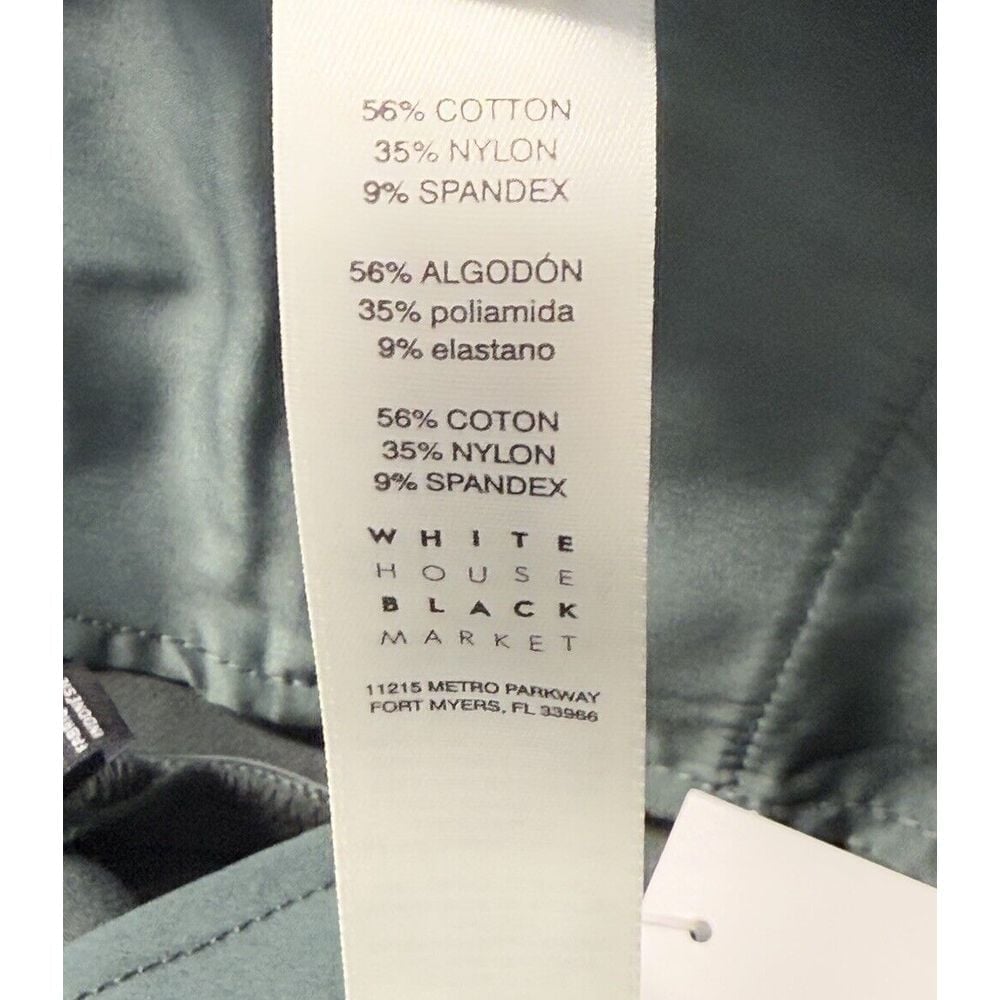 56% COTTON
35% NYLON
9% SPANDEX
56% ALGODÓN
35% poliamida
9% elastano
56% COTON
35% NYLON
9% SPANDEX
WHITE
HOUSE
BLACK
MARKET
11215 METRO PARKWAY
FORT MYERS, FL 33966